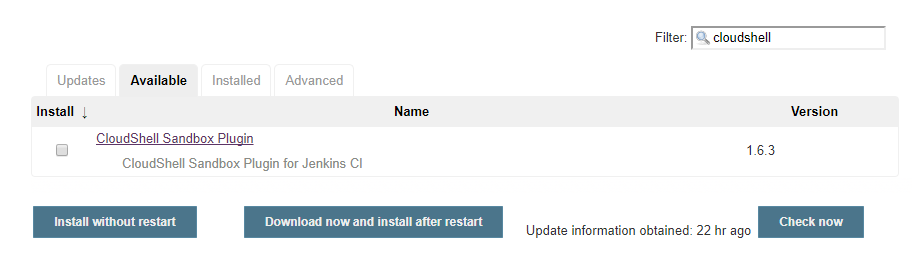 Filter: cloudshell
Updates Available Installed Advanced
Install ↓ Name Version
CloudShell Sandbox Plugin
CloudShell Sandbox Plugin for Jenkins CI
1.6.3
Install without restart Download now and install after restart Update information obtained: 22 hr ago Check now